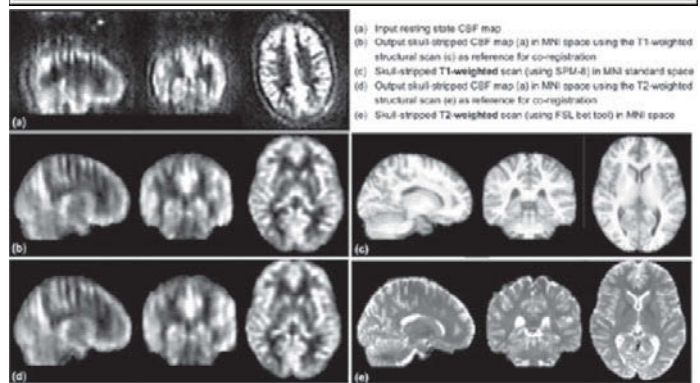 (a) Input resting state CBF map
(b) Output skull-stripped CBF map (a) in MNI space using the T1-weighted
structural scan (c) as reference for co-registration
(c) Skull-stripped T1-weighted scan (using SPM-8) in MNI standard space
(d) Output skull-stripped CBF map (a) in MNI space using the T2-weighted
structural scan (e) as reference for co-registration
(e) Skull-stripped T2-weighted scan (using FSL bet tool) in MNI space
(a)
(b)
(c)
(d)
(e)